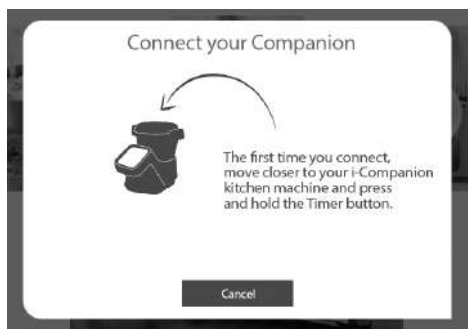 Connect your Companion
The first time you connect,
move closer to your i-Companion
kitchen machine and press
and hold the Timer button.
Cancel